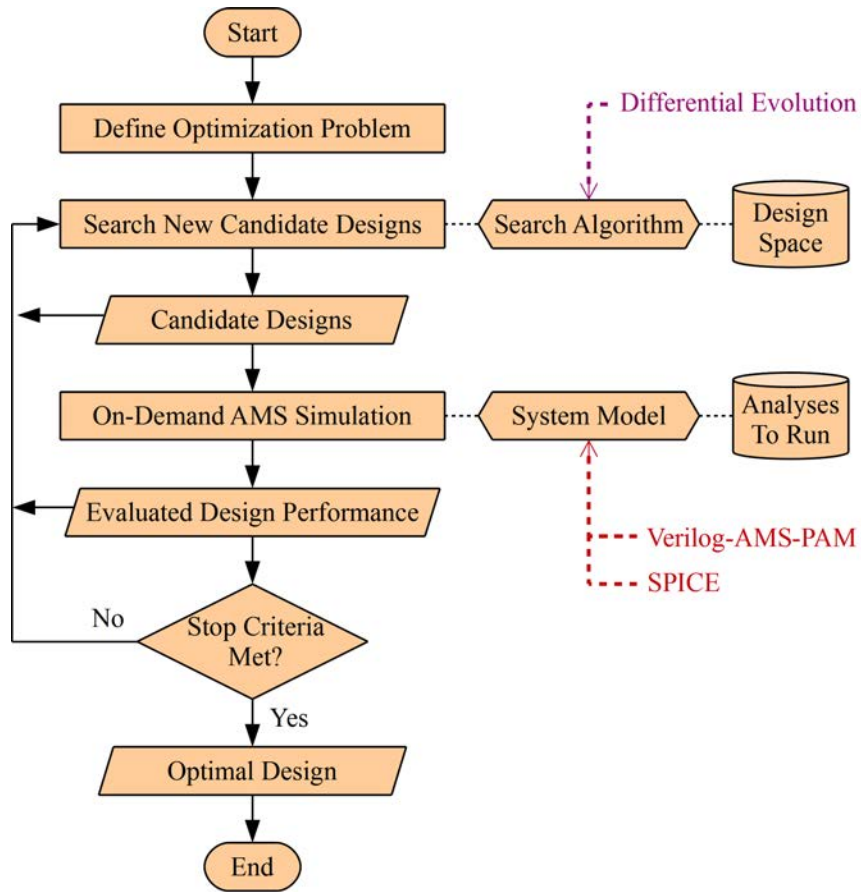 Start
Define Optimization Problem
Differential Evolution
Search New Candidate Designs
Search Algorithm
Design
Space
Candidate Designs
On-Demand AMS Simulation
System Model
Analyses
To Run
Evaluated Design Performance
Verilog-AMS-PAM
SPICE
No
Stop Criteria
Met?
Yes
Optimal Design
End